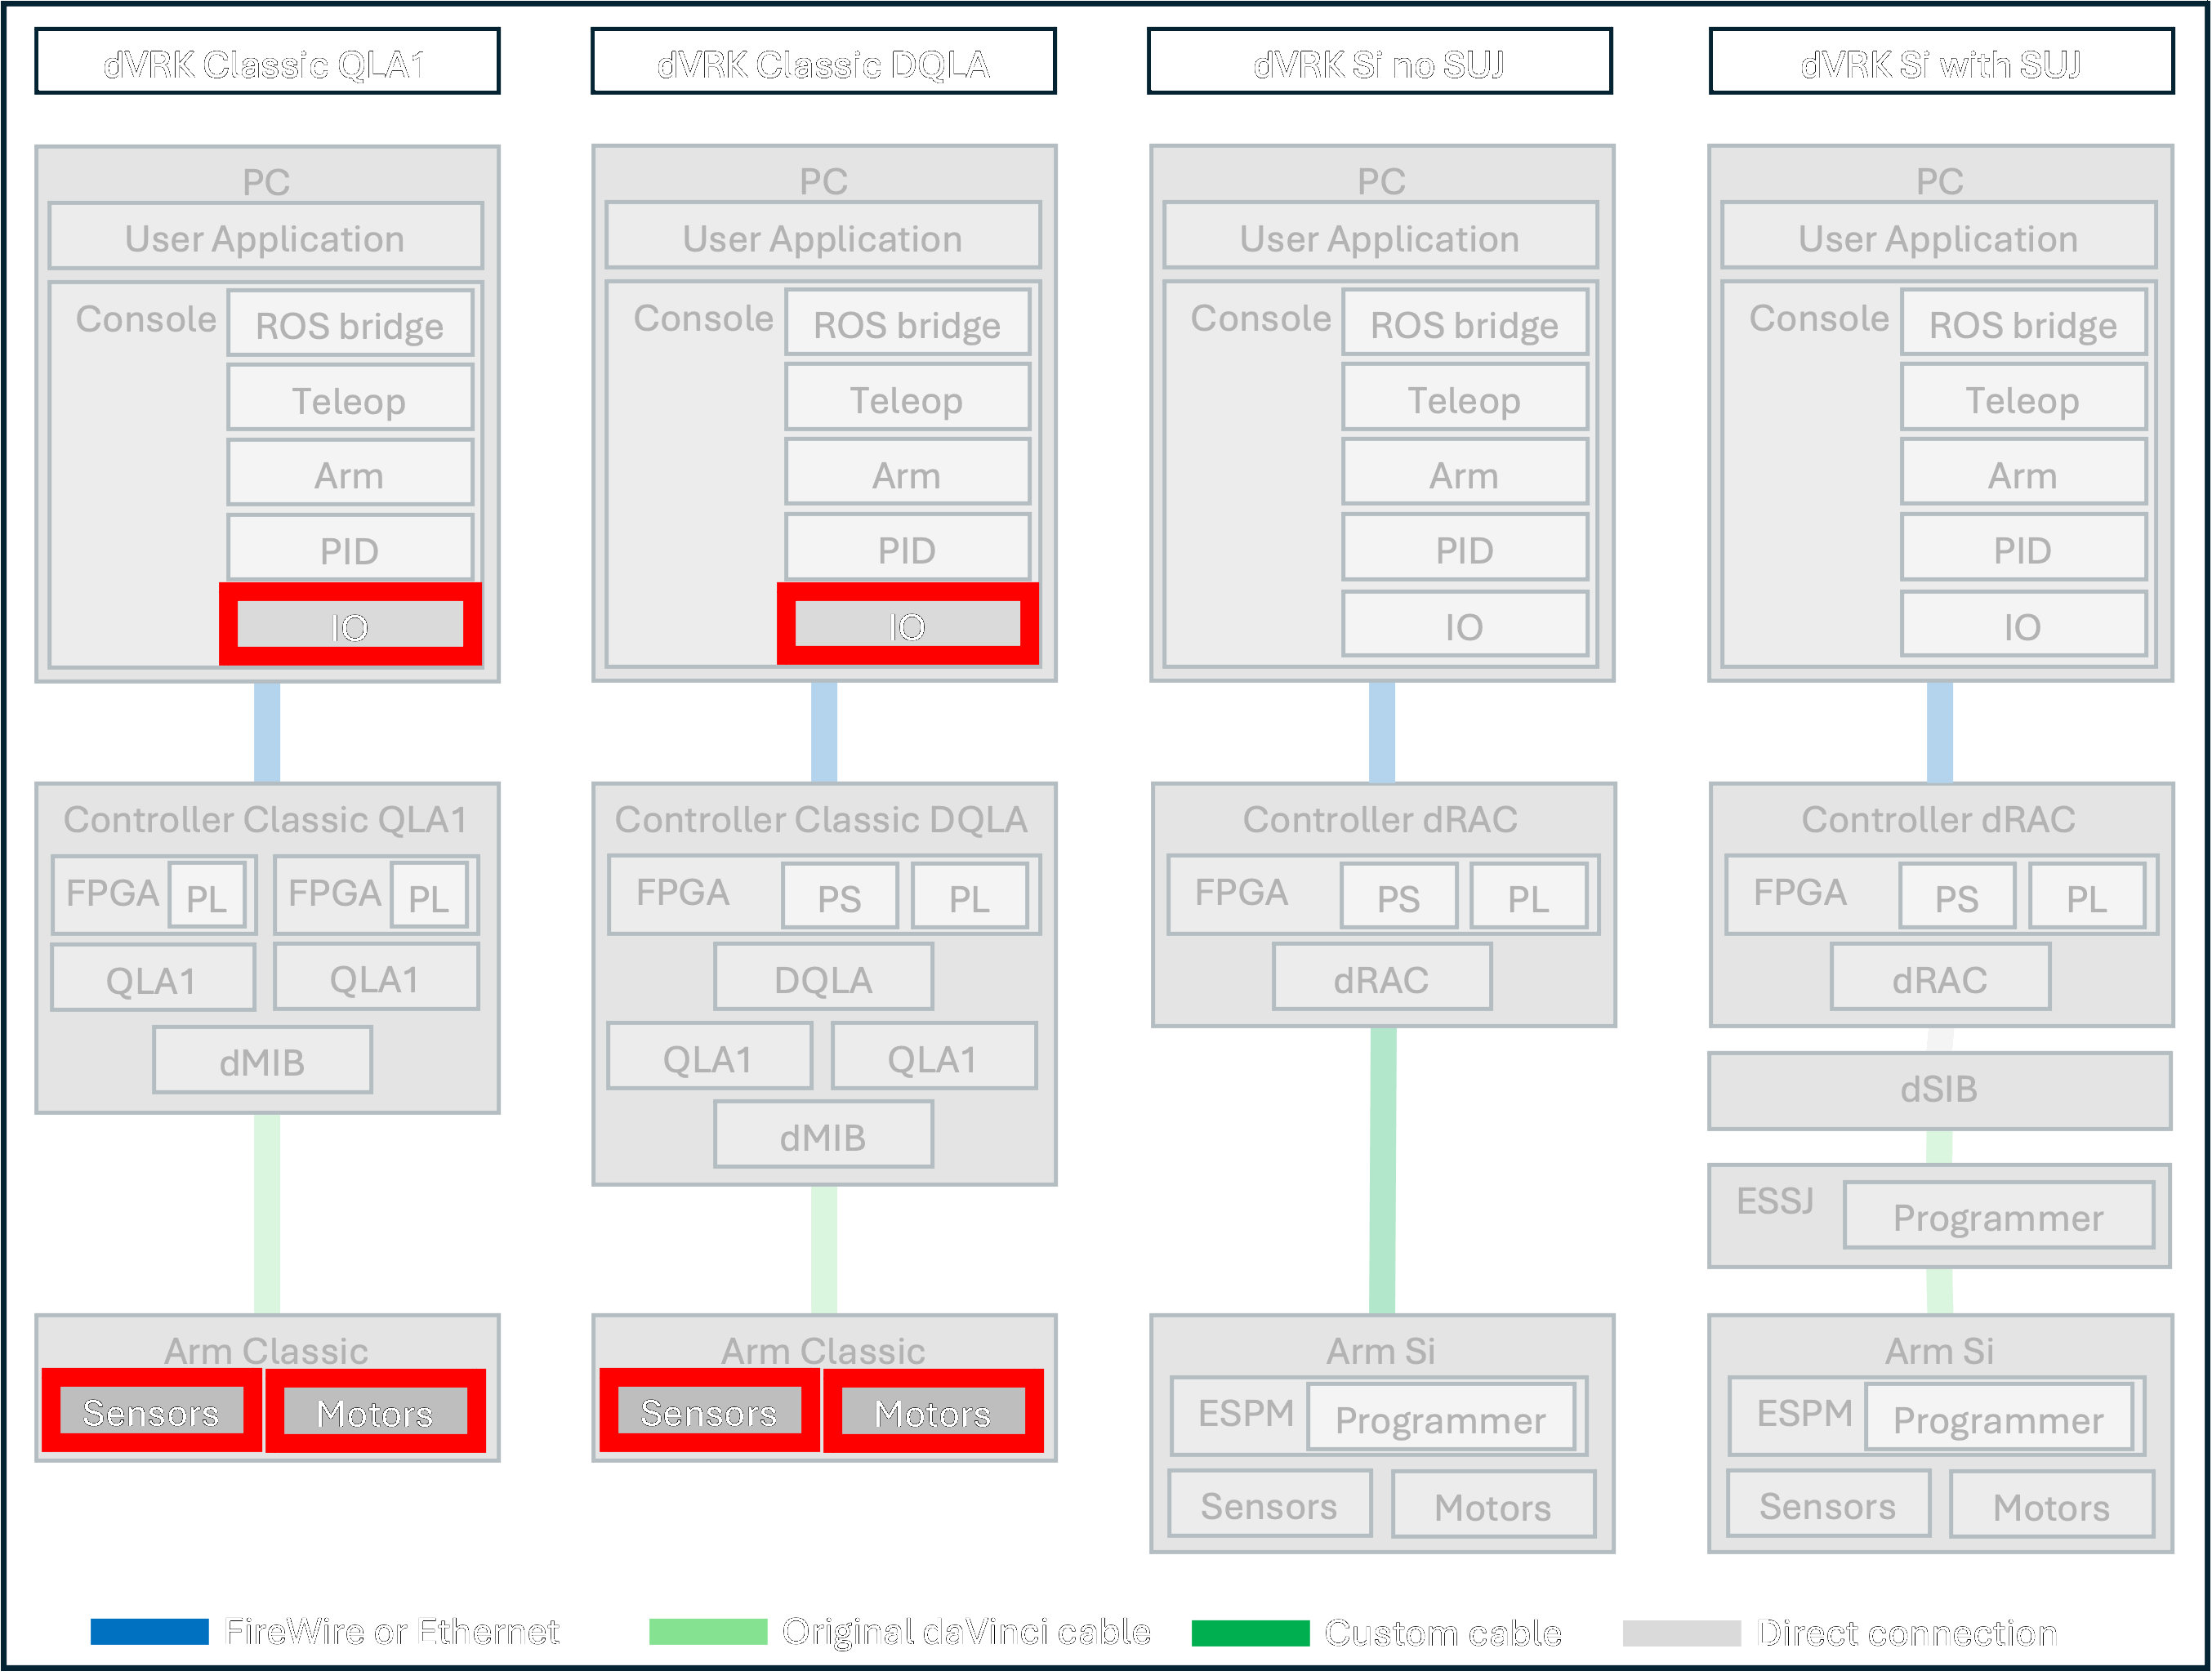 dVRK Classic QLA1
dVRK Classic DQLA
dVRK Si no SUJ
dVRK Si with SUJ
PC
User Application
Console
ROS bridge
Teleop
Arm
PID
IO
Controller Classic QLA1
FPGA
PL
FPGA
PL
QLA1
QLA1
dMIB
Arm Classic
Sensors
Motors
PC
User Application
Console
ROS bridge
Teleop
Arm
PID
IO
Controller Classic DQLA
FPGA
PS
PL
DQLA
QLA1
QLA1
dMIB
Arm Classic
Sensors
Motors
PC
User Application
Console
ROS bridge
Teleop
Arm
PID
IO
Controller dRAC
FPGA
PS
PL
dRAC
Arm Si
ESPM
Programmer
Sensors
Motors
PC
User Application
Console
ROS bridge
Teleop
Arm
PID
IO
Controller dRAC
FPGA
PS
PL
dRAC
dSIB
ESSJ
Programmer
Arm Si
ESPM
Programmer
Sensors
Motors
FireWire or Ethernet
Original daVinci cable
Custom cable
Direct connection